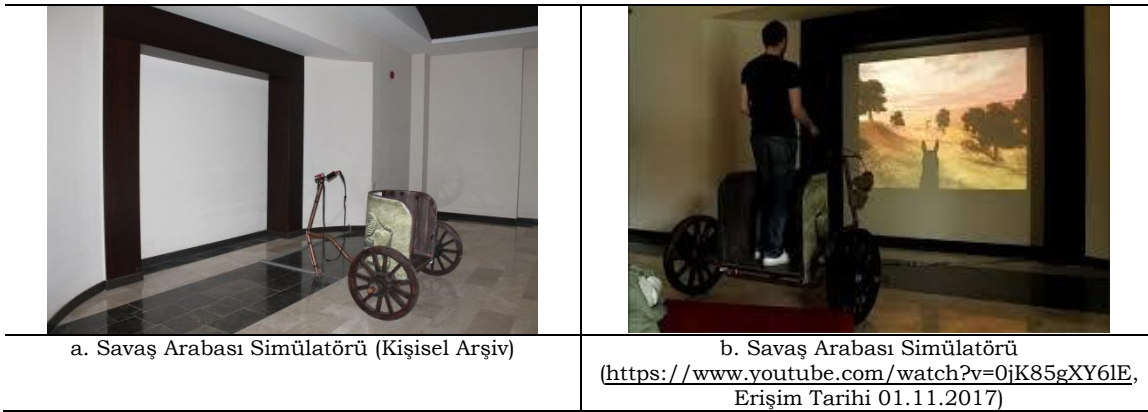 a. Savaş Arabası Simülatörü (Kişisel Arşiv)
b. Savaş Arabası Simülatörü
(https://www.youtube.com/watch?v=0jK85gXY6lE,
Erişim Tarihi 01.11.2017)